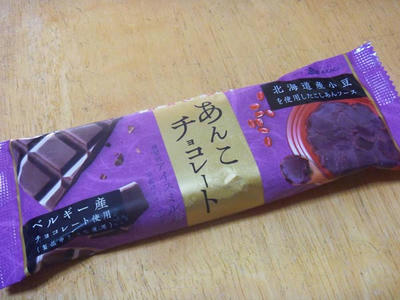 あんこ
チョコレート
北海道産小豆
を使用したこしあんソース
ベルギー産
チョコレート使用